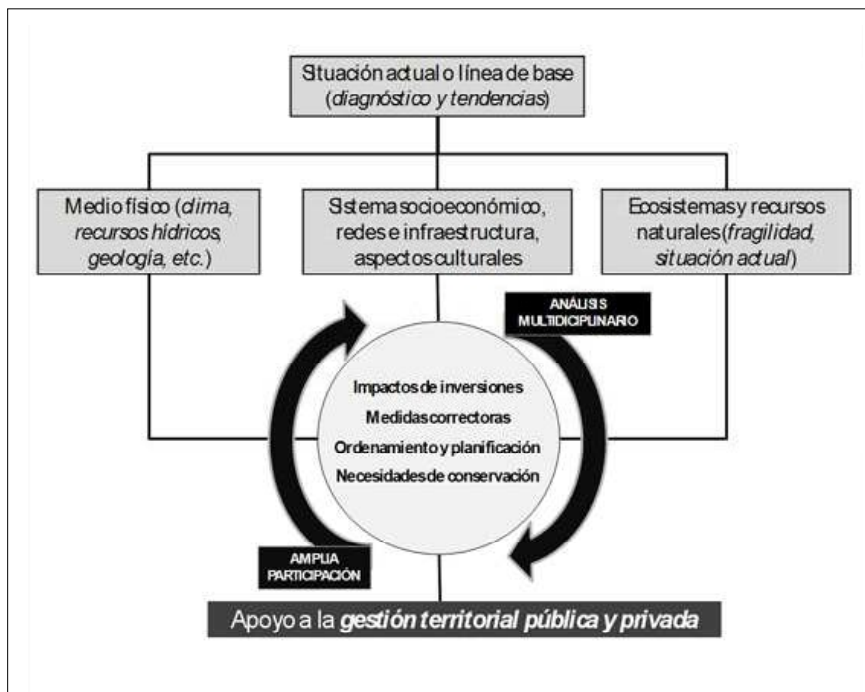 Situación actual o línea de base
(diagnóstico y tendencias)
Medio físico (clima,
recursos hídricos,
geología, etc.)
Sistema socioeconómico,
redes e infraestructura,
aspectos culturales
Ecosistemas y recursos
naturales (fragilidad,
situación actual)
ANÁLISIS
MULTIDICIPLINARIO
Impactos de inversiones
Medidas correctoras
Ordenamiento y planificación
Necesidades de conservación
AMPLIA
PARTICIPACIÓN
Apoyo a la gestión territorial pública y privada